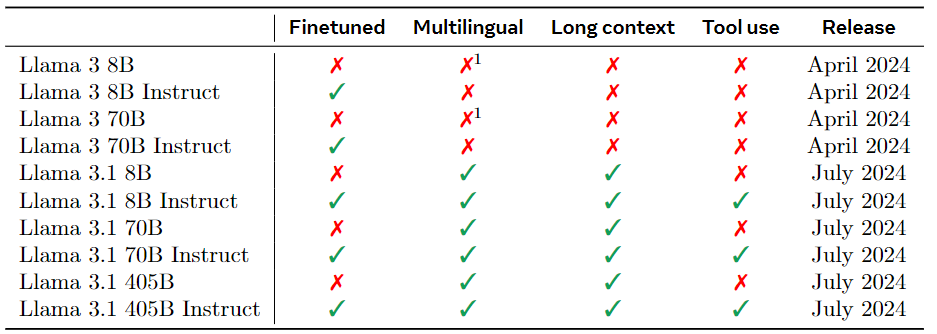 Finetuned Multilingual Long context Tool use Release
Llama 3 8B ✗ ✗¹ ✗ ✗ April 2024
Llama 3 8B Instruct ✓ ✗ ✗ ✗ April 2024
Llama 3 70B ✗ ✗¹ ✗ ✗ April 2024
Llama 3 70B Instruct ✓ ✗ ✗ ✗ April 2024
Llama 3.1 8B ✗ ✓ ✓ ✗ July 2024
Llama 3.1 8B Instruct ✓ ✓ ✓ ✓ July 2024
Llama 3.1 70B ✗ ✓ ✓ ✗ July 2024
Llama 3.1 70B Instruct ✓ ✓ ✓ ✓ July 2024
Llama 3.1 405B ✗ ✓ ✓ ✗ July 2024
Llama 3.1 405B Instruct ✓ ✓ ✓ ✓ July 2024